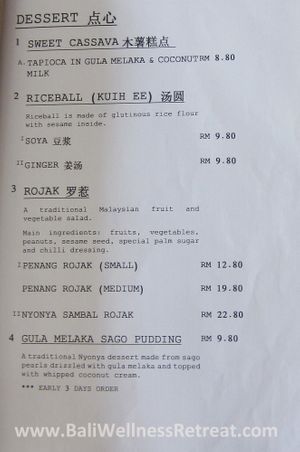 DESSERT 点心
1 SWEET CASSAVA 木薯糕点
A. TAPIOCA IN GULA MELAKA & COCONUT MILK RM 8.80
2 RICEBALL (KUIH EE) 汤圆
Riceball is made of glutinous rice flour
with sesame inside.
I SOYA 豆浆 RM 9.80
II GINGER 姜汤 RM 9.80
3 ROJAK 罗惹
A traditional Malaysian fruit and
vegetable salad.
Main ingredients: fruits, vegetables,
peanuts, sesame seed, special palm sugar
and chilli dressing.
I PENANG ROJAK (SMALL) RM 12.80
PENANG ROJAK (MEDIUM) RM 19.80
II NYONYA SAMBAL ROJAK RM 22.80
4 GULA MELAKA SAGO PUDDING RM 9.80
A traditional Nyonya dessert made from sago
pearls drizzled with gula melaka and topped
with whipped coconut cream.
*** EARLY 3 DAYS ORDER
www.BaliWellnessRetreat.com